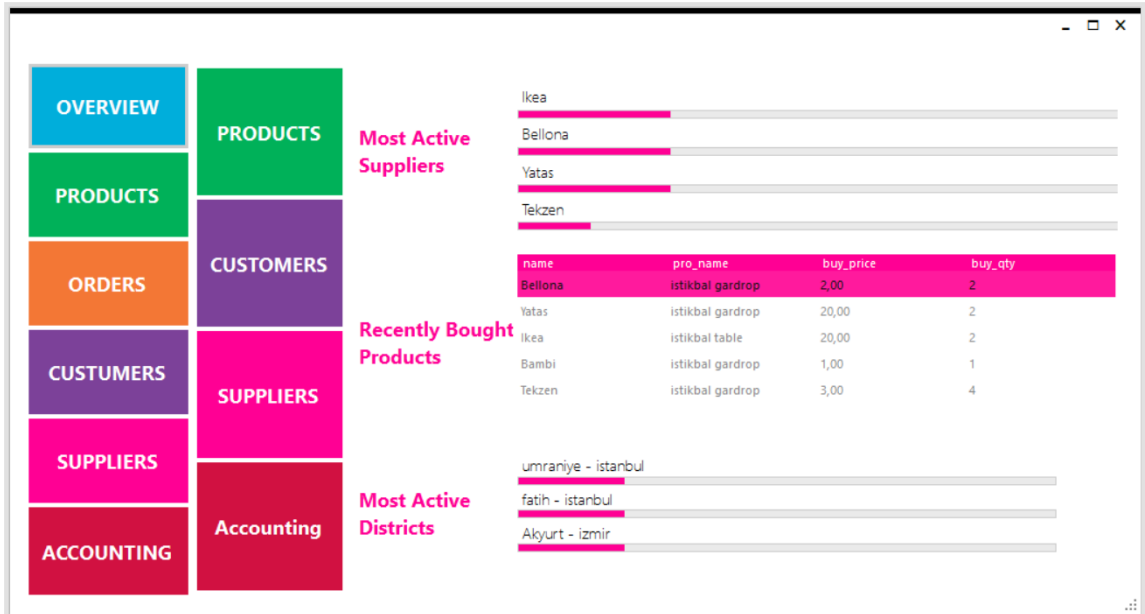 OVERVIEW
PRODUCTS
ORDERS
CUSTUMERS
SUPPLIERS
ACCOUNTING
PRODUCTS
CUSTOMERS
SUPPLIERS
Accounting
Most Active
Suppliers
Ikea
Bellona
Yatas
Tekzen
Recently Bought
Products
name pro_name buy_price buy_qty
Bellona istikbal gardrop 2,00 2
Yatas istikbal gardrop 20,00 2
Ikea istikbal table 20,00 2
Bambi istikbal gardrop 1,00 1
Tekzen istikbal gardrop 3,00 4
Most Active
Districts
umraniye - istanbul
fatih - istanbul
Akyurt - izmir